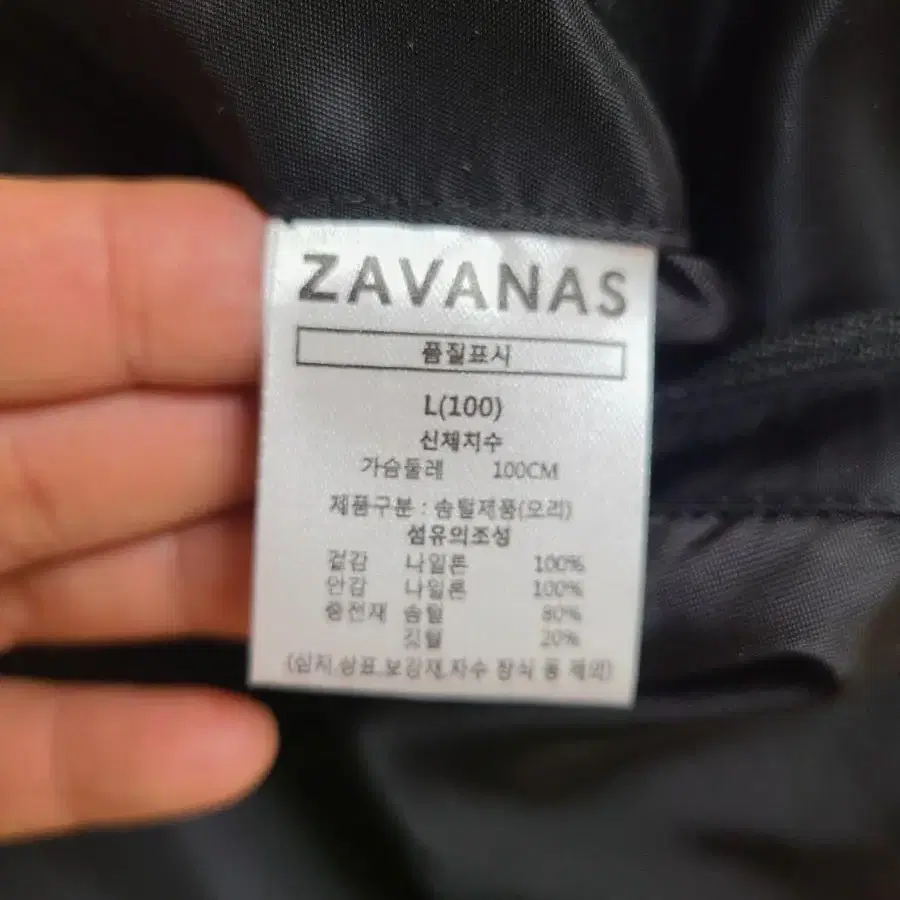 ZAVANAS
품질표시
L(100)
신체치수
가슴둘레 100CM
제품구분 : 솜털제품(오리)
섬유의조성
겉감 나일론 100%
안감 나일론 100%
충전재 솜털 80%
깃털 20%
(심지,상표,보강재,자수 장식 등 제외)